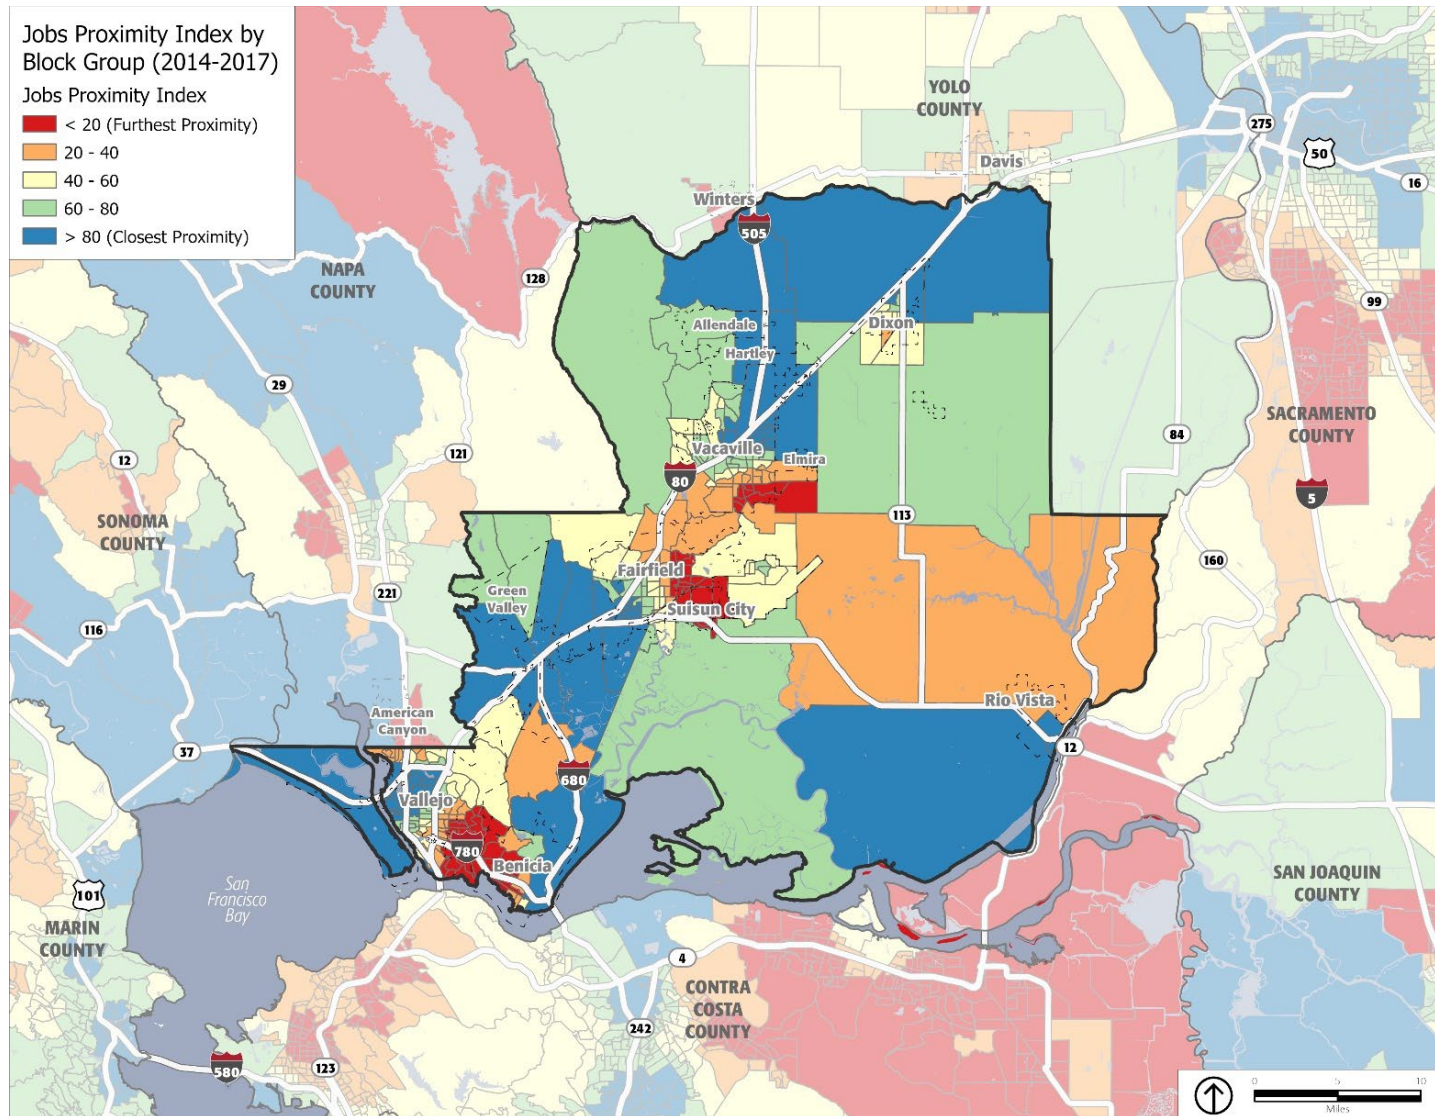 Jobs Proximity Index by
Block Group (2014-2017)
Jobs Proximity Index
< 20 (Furthest Proximity)
20 - 40
40 - 60
60 - 80
> 80 (Closest Proximity)
YOLO
COUNTY
275
50
Davis
16
Winters
505
NAPA
COUNTY
128
99
Allendale
Dixon
Hartley
29
SACRAMENTO
COUNTY
84
12
121
Vacaville
Elmira
80
5
SONOMA
COUNTY
113
160
Fairfield
221
Green
Valley
Suisun City
116
Rio Vista
American
Canyon
37
12
680
Vallejo
780
Benicia
San
Francisco
Bay
101
SAN JOAQUIN
COUNTY
MARIN
COUNTY
4
CONTRA
COSTA
COUNTY
242
580
123
0 5 10
Miles